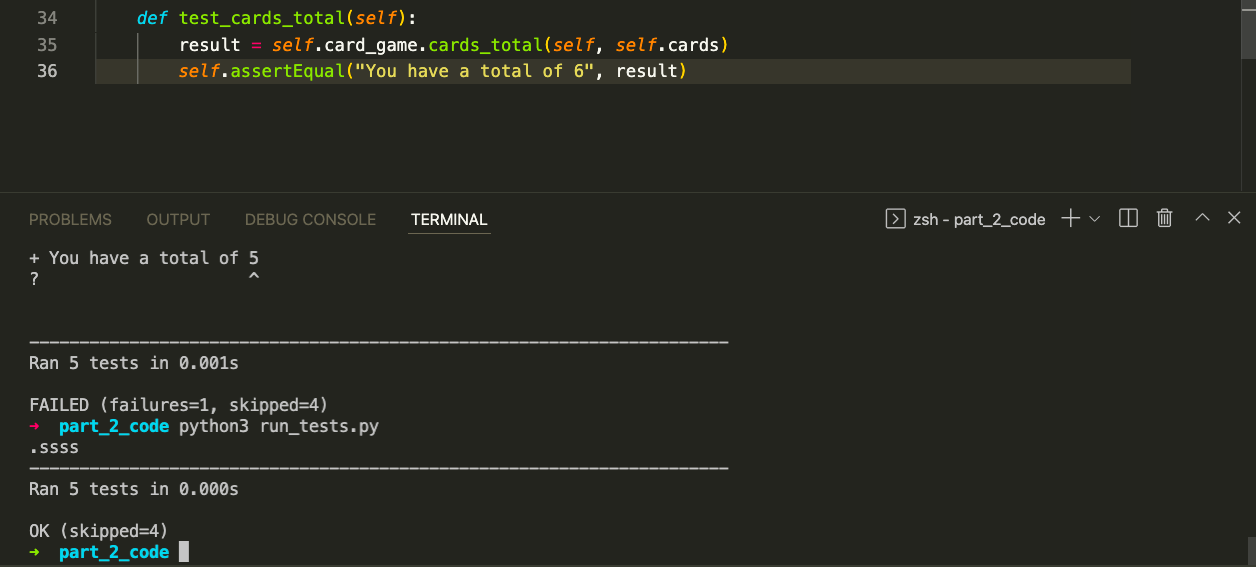 34 def test_cards_total(self):
35 result = self.card_game.cards_total(self, self.cards)
36 self.assertEqual("You have a total of 6", result)
PROBLEMS OUTPUT DEBUG CONSOLE TERMINAL zsh - part_2_code
+ You have a total of 5
? ^
----------------------------------------------------------------------
Ran 5 tests in 0.001s
FAILED (failures=1, skipped=4)
→ part_2_code python3 run_tests.py
.ssss
----------------------------------------------------------------------
Ran 5 tests in 0.000s
OK (skipped=4)
→ part_2_code